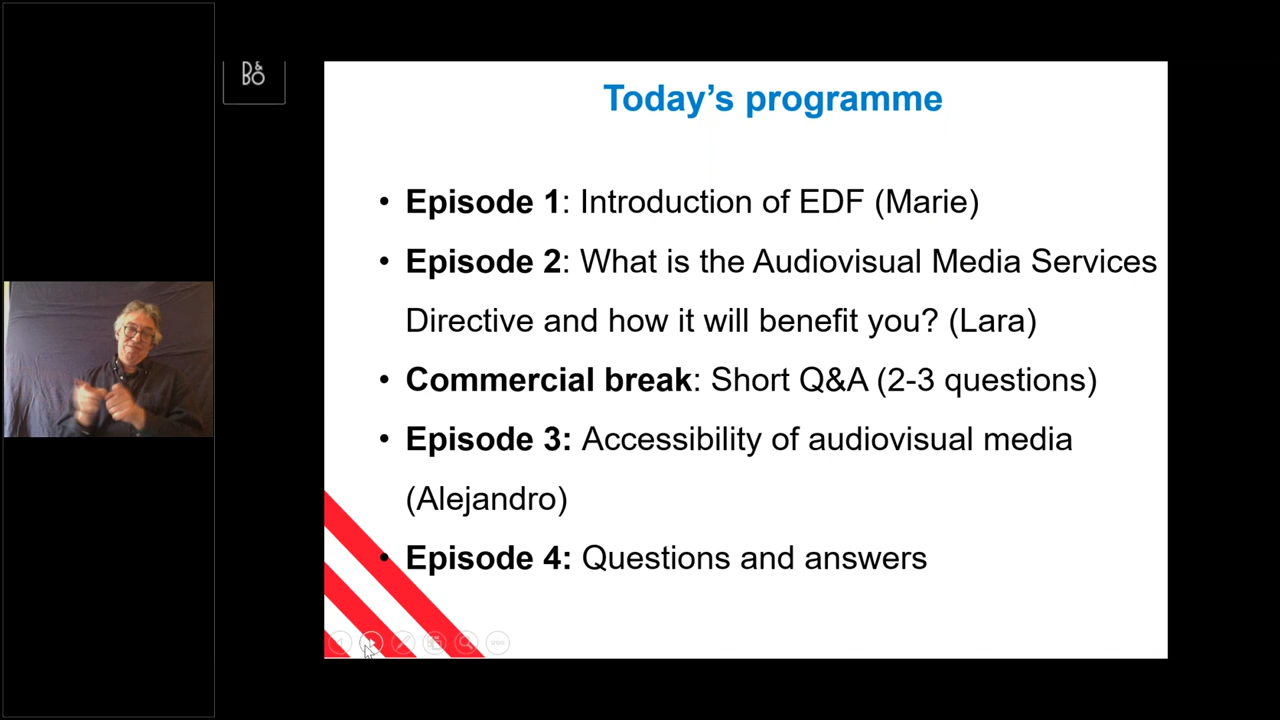 B&O
Today's programme
• Episode 1: Introduction of EDF (Marie)
• Episode 2: What is the Audiovisual Media Services
Directive and how it will benefit you? (Lara)
• Commercial break: Short Q&A (2-3 questions)
• Episode 3: Accessibility of audiovisual media
(Alejandro)
• Episode 4: Questions and answers